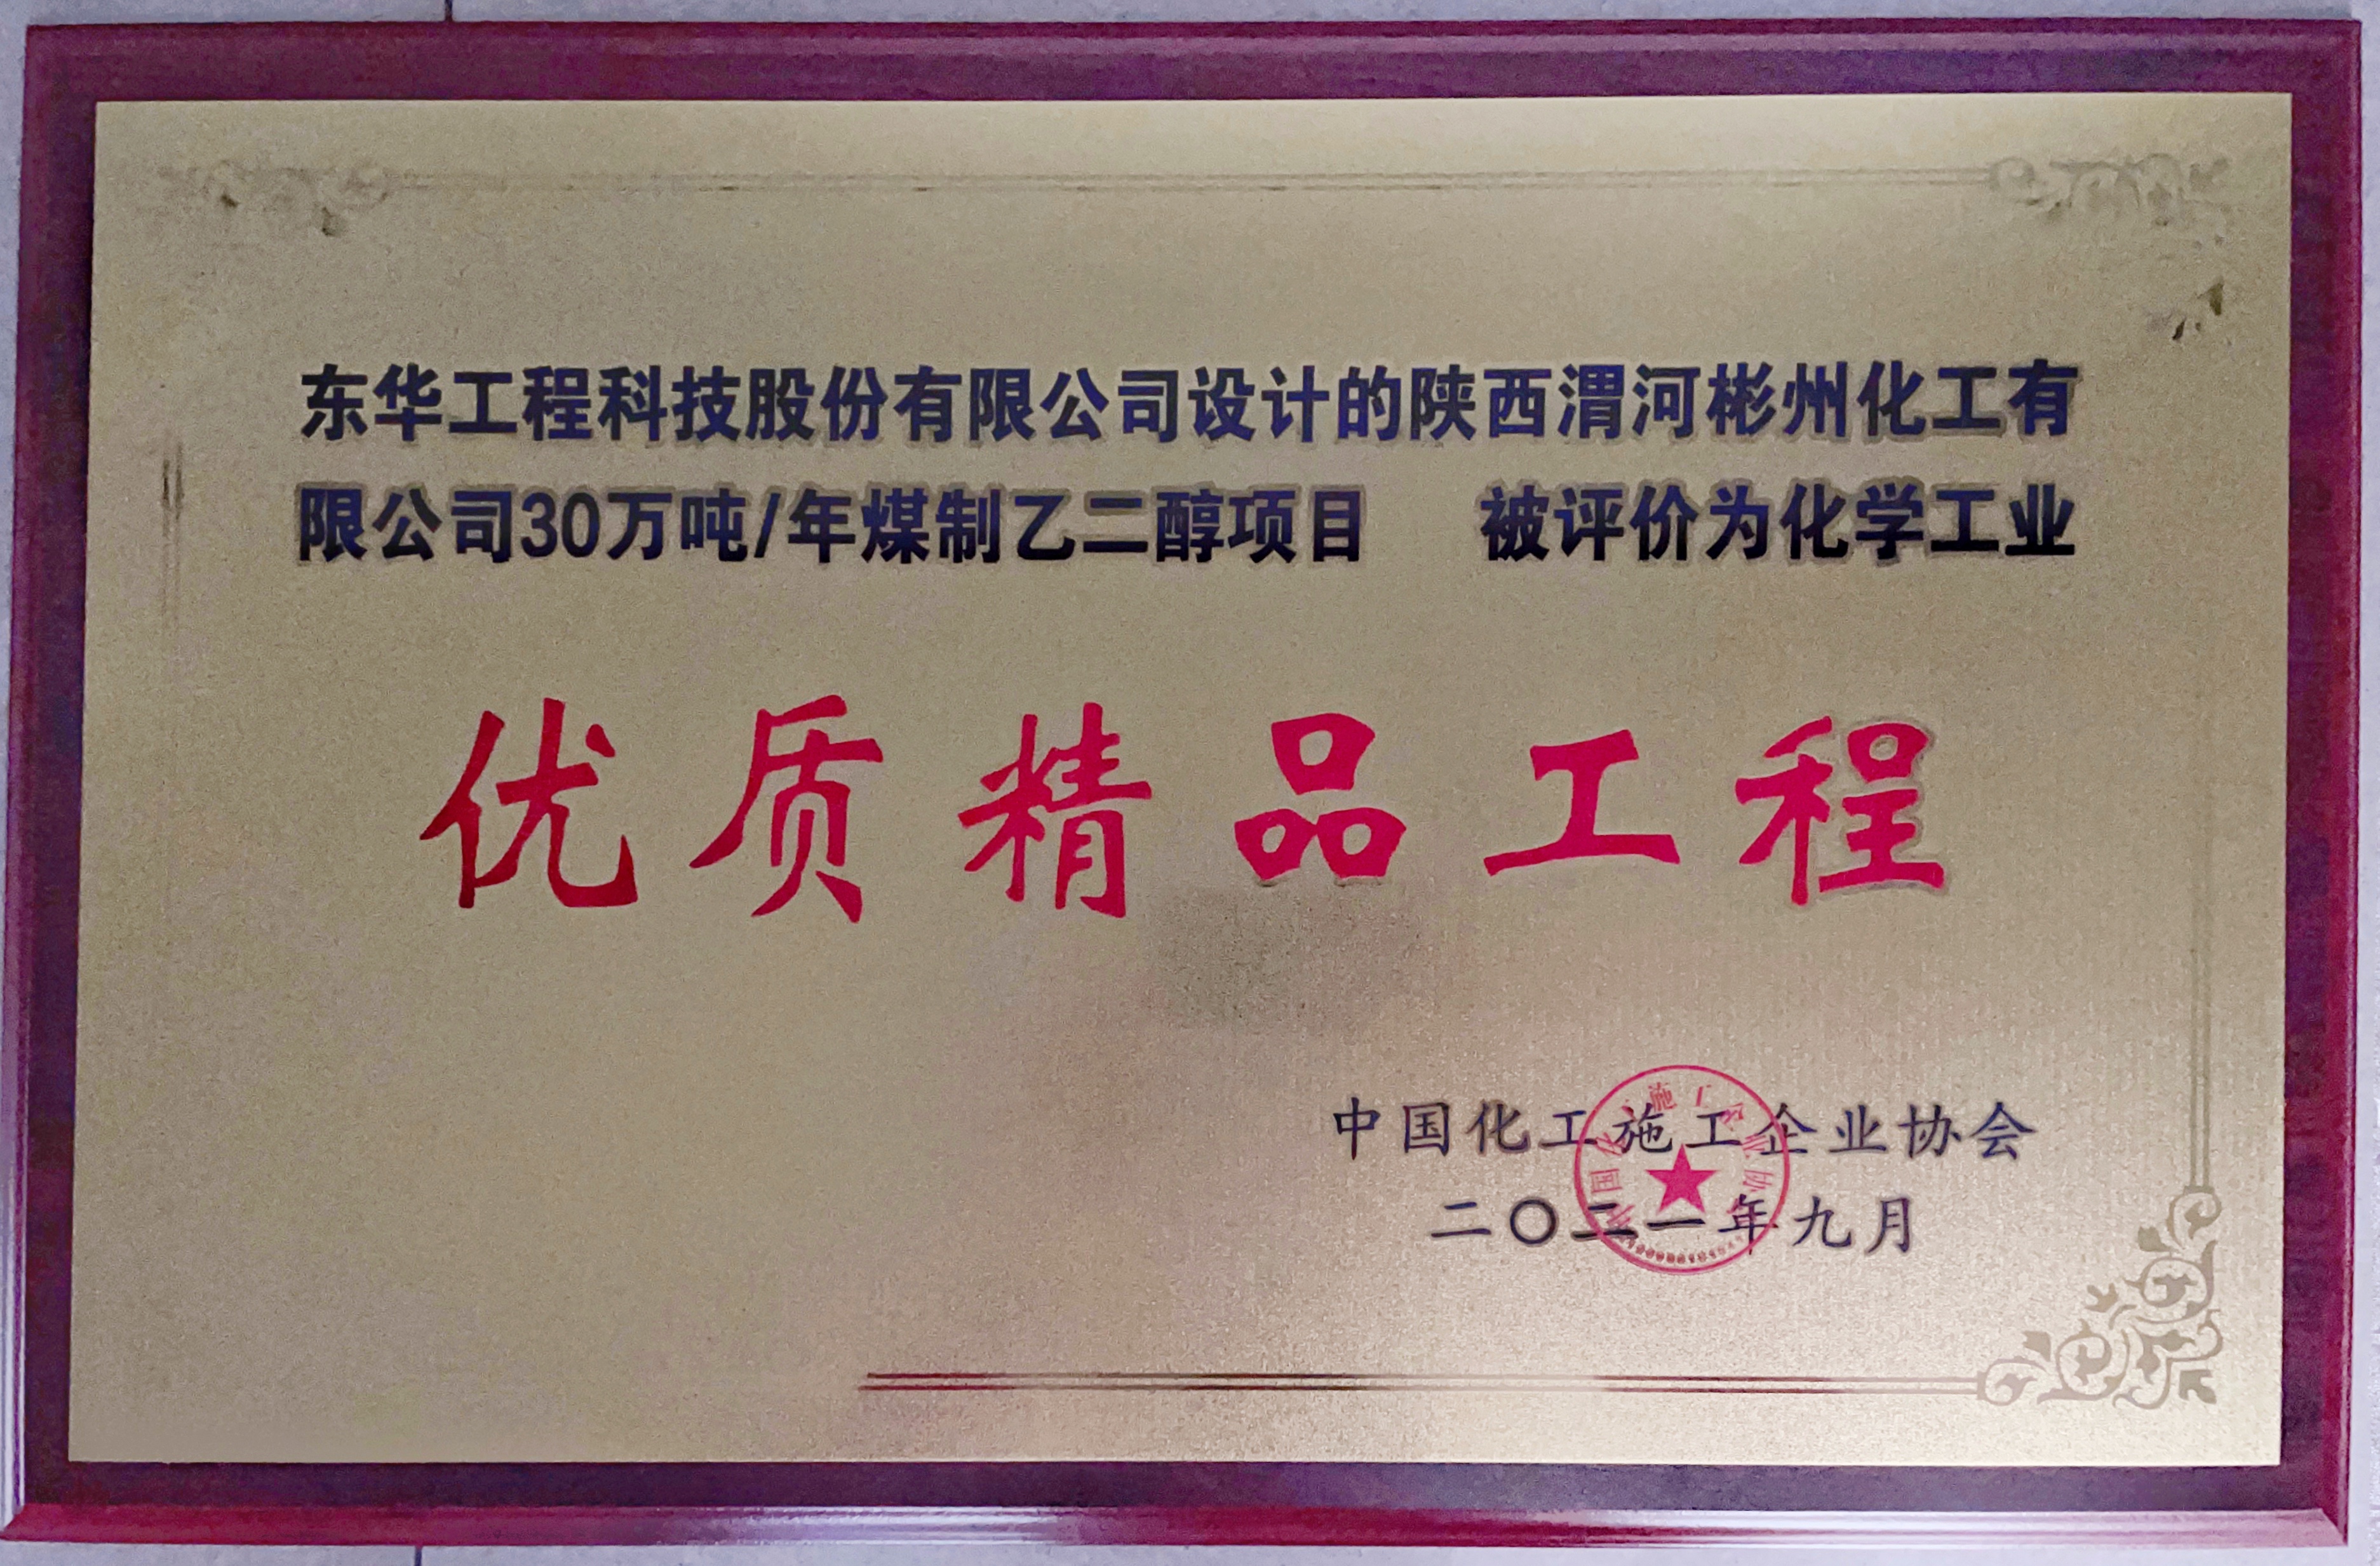 东华工程科技股份有限公司设计的陕西渭河彬州化工有
限公司30万吨/年煤制乙二醇项目 被评价为化学工业
优质精品工程
中国化工施工企业协会
二〇二一年九月